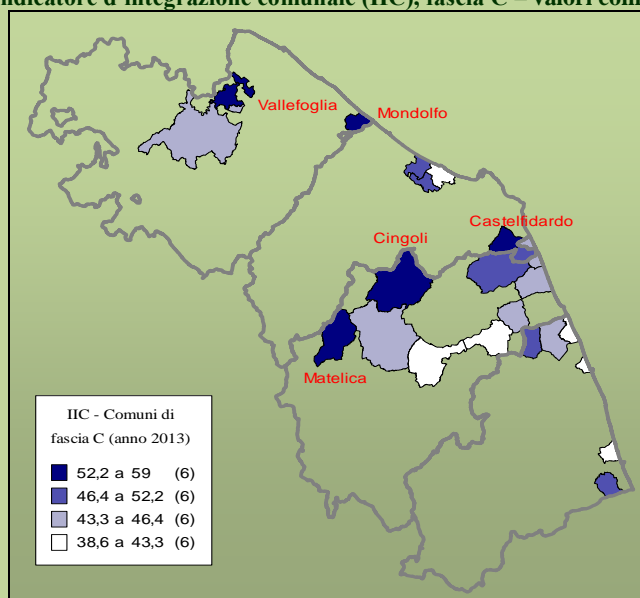 ndicatore d'integrazione comunale (IIC), fascia C – valori com
Vallefoglia
Mondolfo
Castelfidardo
Cingoli
Matelica
IIC - Comuni di
fascia C (anno 2013)
52,2 a 59 (6)
46,4 a 52,2 (6)
43,3 a 46,4 (6)
38,6 a 43,3 (6)